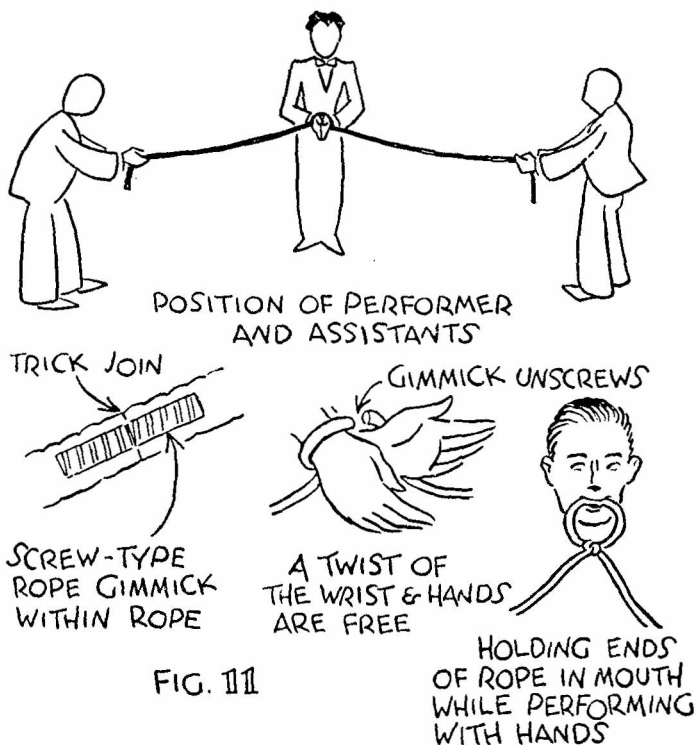 POSITION OF PERFORMER
AND ASSISTANTS
TRICK JOIN
SCREW-TYPE
ROPE GIMMICK
WITHIN ROPE
GIMMICK UNSCREWS
A TWIST OF
THE WRIST & HANDS
ARE FREE
HOLDING ENDS
OF ROPE IN MOUTH
WHILE PERFORMING
WITH HANDS
FIG. 11